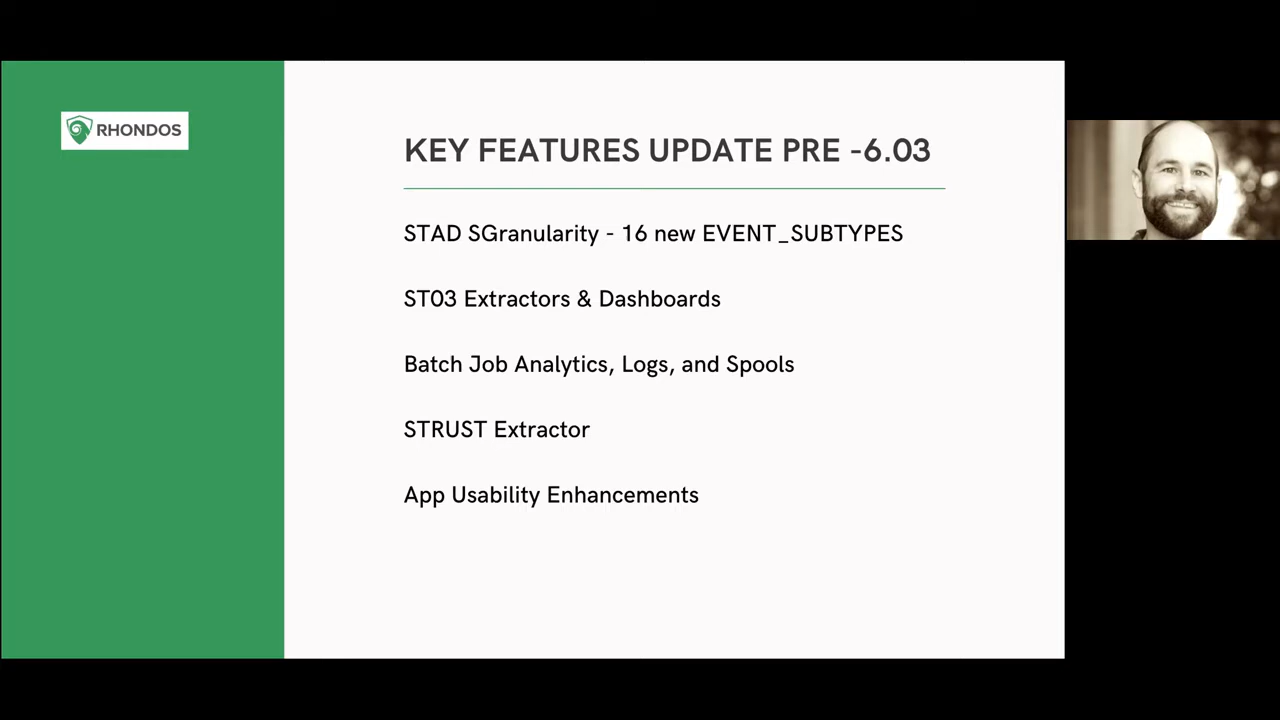 RHONDOS
KEY FEATURES UPDATE PRE -6.03
STAD SGranularity - 16 new EVENT_SUBTYPES
ST03 Extractors & Dashboards
Batch Job Analytics, Logs, and Spools
STRUST Extractor
App Usability Enhancements